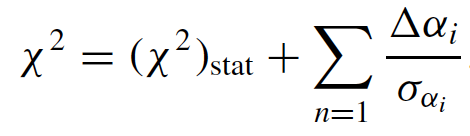 χ² = (χ²)stat + ∑ n=1 Δαᵢ / σαᵢ